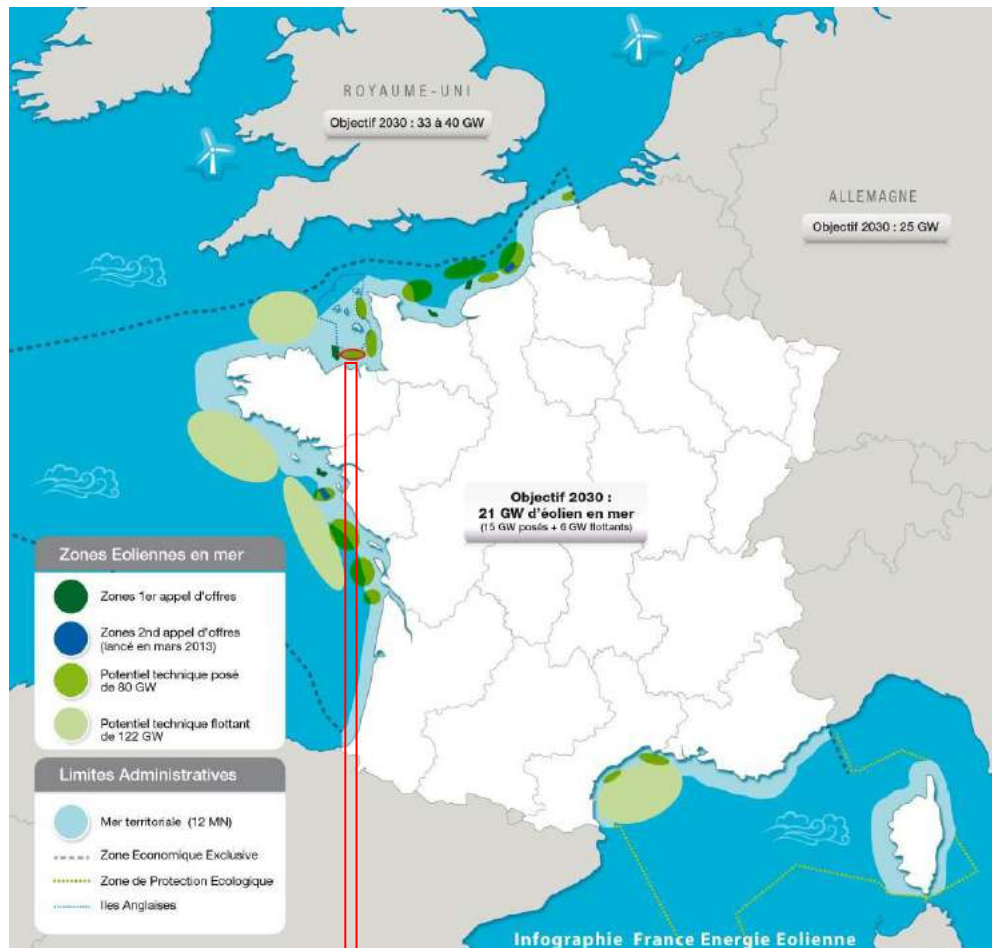 ROYAUME-UNI
Objectif 2030 : 33 à 40 GW
ALLEMAGNE
Objectif 2030 : 25 GW
Objectif 2030 :
21 GW d'éolien en mer
(15 GW posés + 6 GW flottants)
Zones Eoliennes en mer
Zones 1er appel d'offres
Zones 2nd appel d'offres
(lancé en mars 2013)
Potentiel technique posé
de 80 GW
Potentiel technique flottant
de 122 GW
Limites Administratives
Mer territoriale (12 MN)
Zone Economique Exclusive
Zone de Protection Ecologique
Iles Anglaises
Infographie France Energie Eolienne